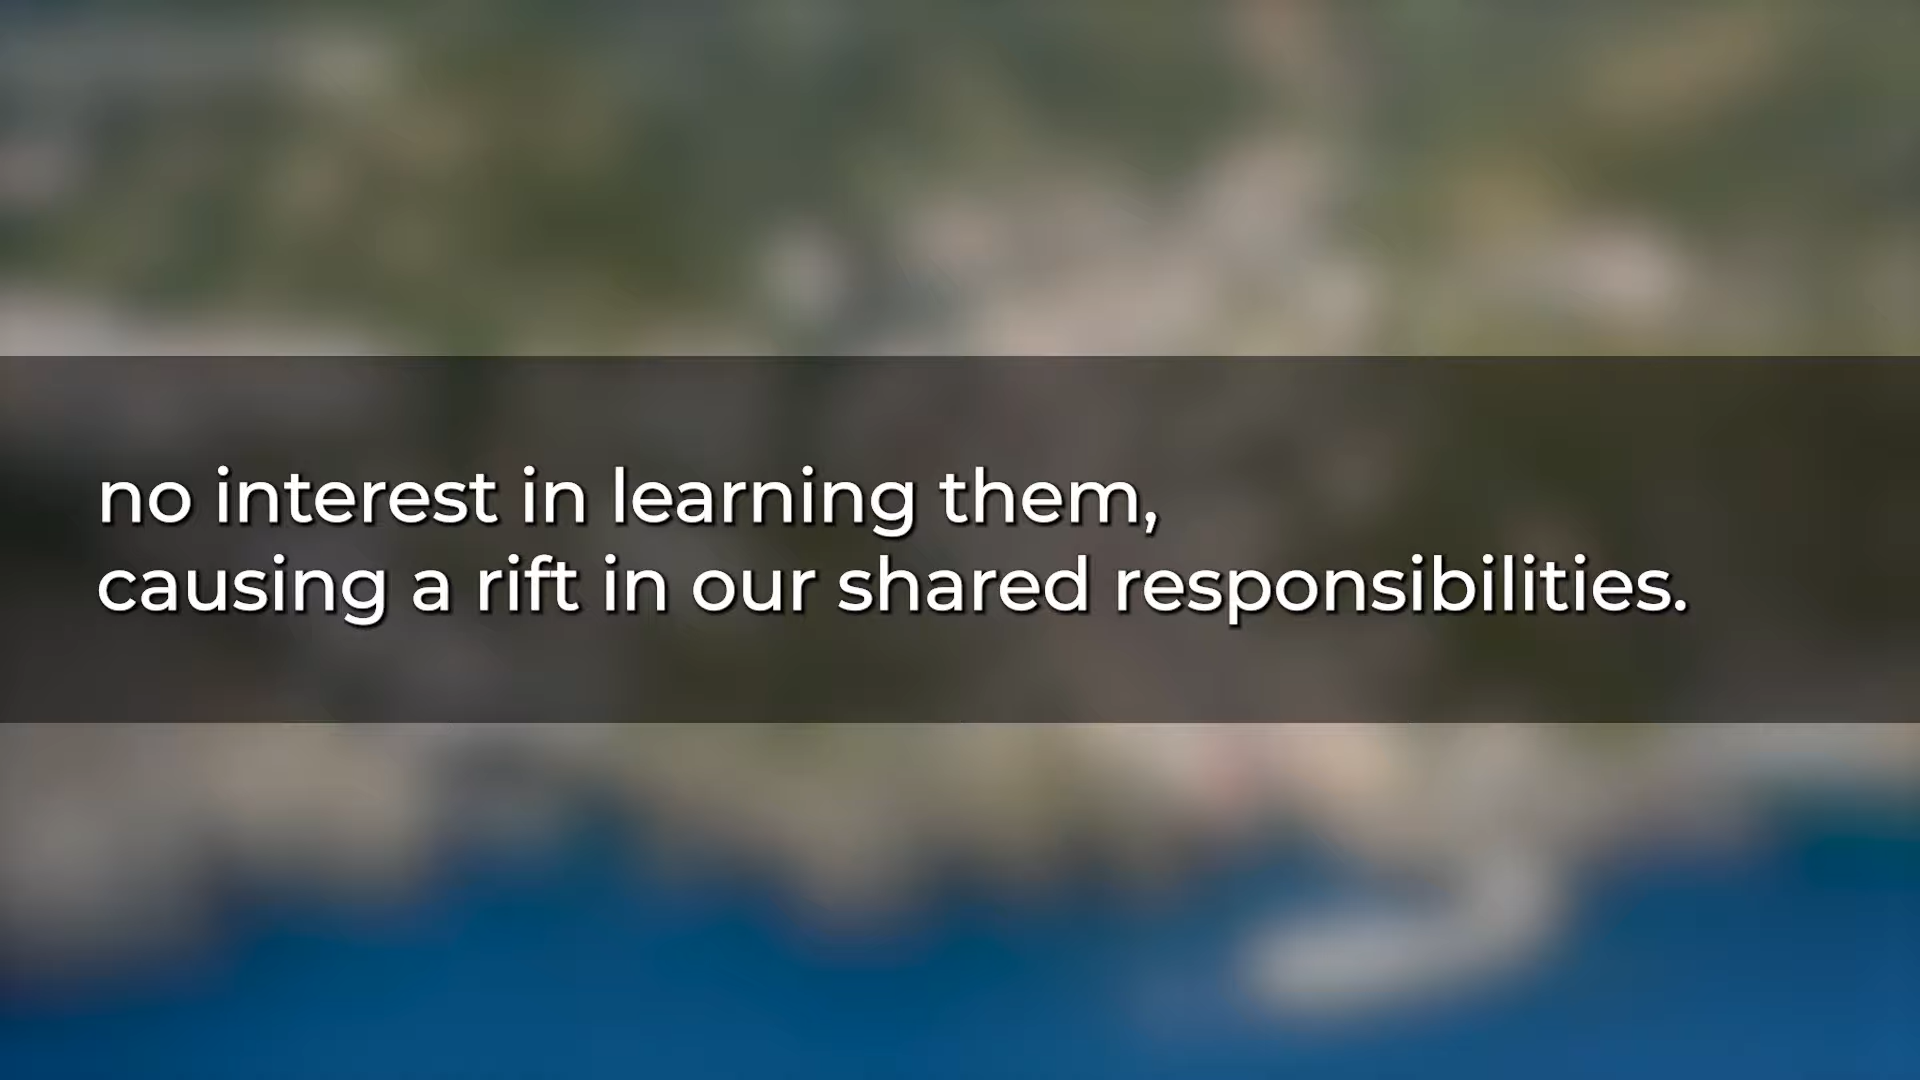 no interest in learning them,
causing a rift in our shared responsibilities.